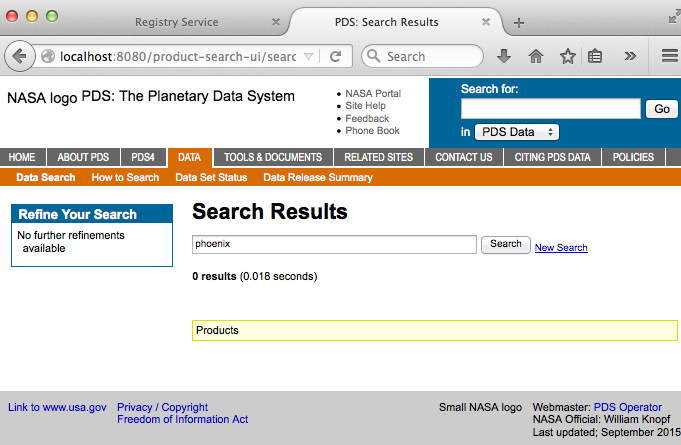 Registry Service
PDS: Search Results
localhost:8080/product-search-ui/searc
Search
NASA logo PDS: The Planetary Data System
NASA Portal
Site Help
Feedback
Phone Book
Search for:
Go
in PDS Data
HOME ABOUT PDS PDS4 DATA TOOLS & DOCUMENTS RELATED SITES CONTACT US CITING PDS DATA POLICIES
Data Search How to Search Data Set Status Data Release Summary
Refine Your Search
No further refinements
available
Search Results
phoenix
Search
New Search
0 results (0.018 seconds)
Products
Link to www.usa.gov
Privacy / Copyright
Freedom of Information Act
Small NASA logo
Webmaster: PDS Operator
NASA Official: William Knopf
Last updated; September 2015